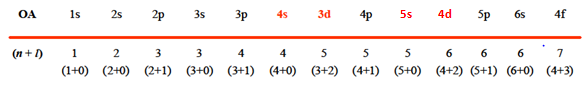 OA 1s 2s 2p 3s 3p 4s 3d 4p 5s 4d 5p 6s 4f
(n + l) 1 2 3 3 4 4 5 5 5 6 6 6 7
(1+0) (2+0) (2+1) (3+0) (3+1) (4+0) (3+2) (4+1) (5+0) (4+2) (5+1) (6+0) (4+3)